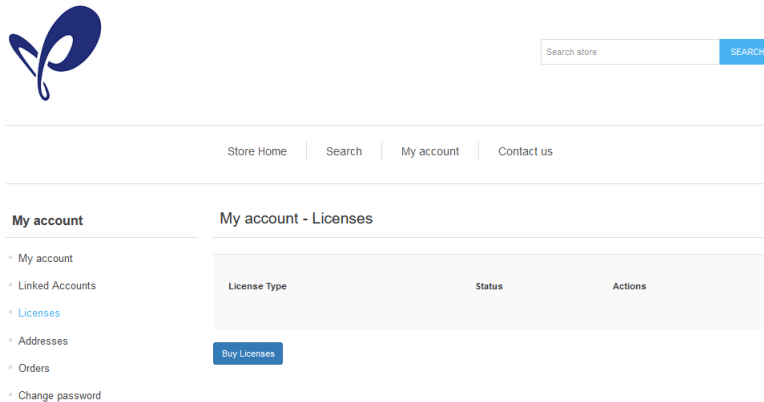 Search store
SEARCH
Store Home
Search
My account
Contact us
My account
My account
Linked Accounts
Licenses
Addresses
Orders
Change password
My account - Licenses
License Type Status Actions
Buy Licenses